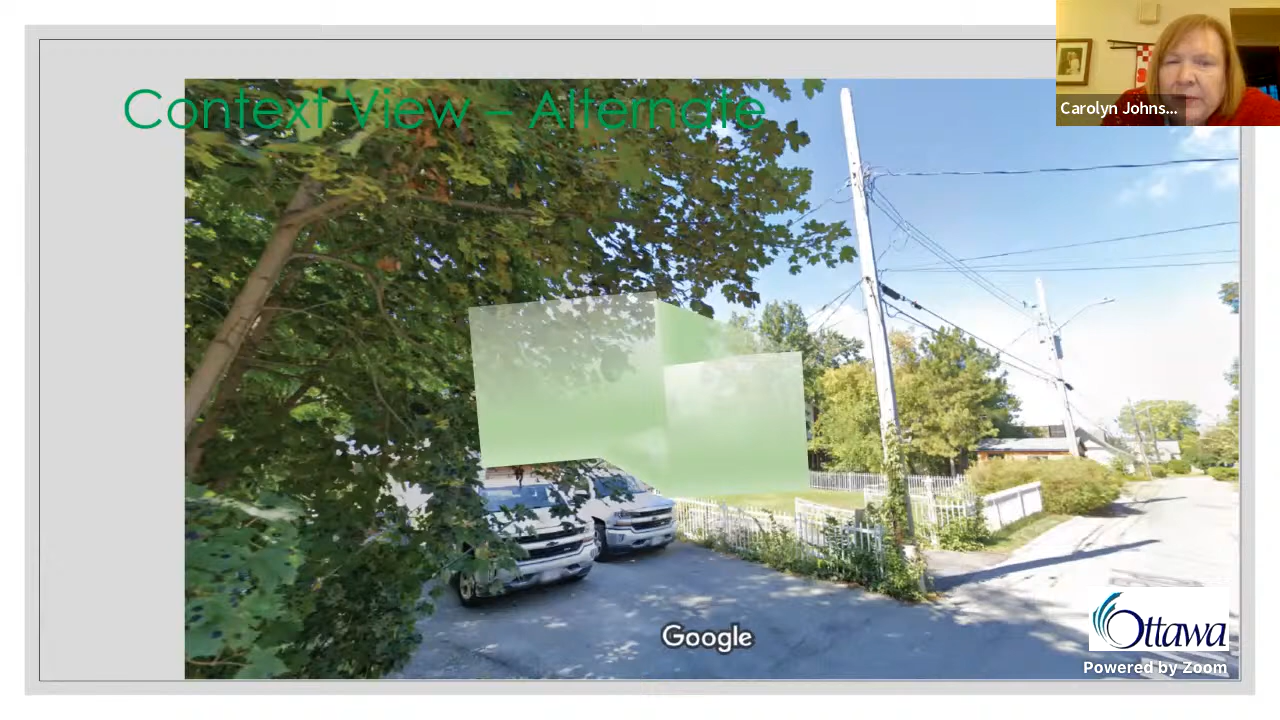 Context View – Alternate
Carolyn Johns...
Google
Ottawa
Powered by Zoom